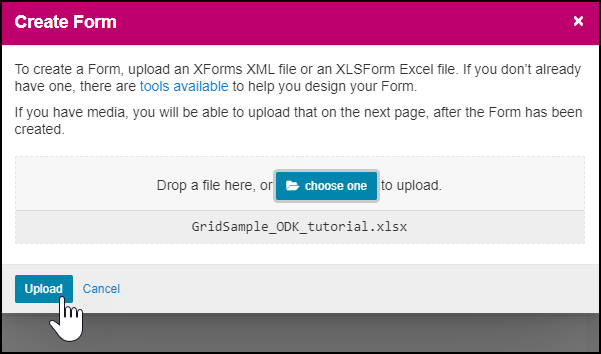 Create Form ×
To create a Form, upload an XForms XML file or an XLSForm Excel file. If you don’t already
have one, there are tools available to help you design your Form.
If you have media, you will be able to upload that on the next page, after the Form has been
created.
Drop a file here, or choose one to upload.
GridSample_ODK_tutorial.xlsx
Upload Cancel